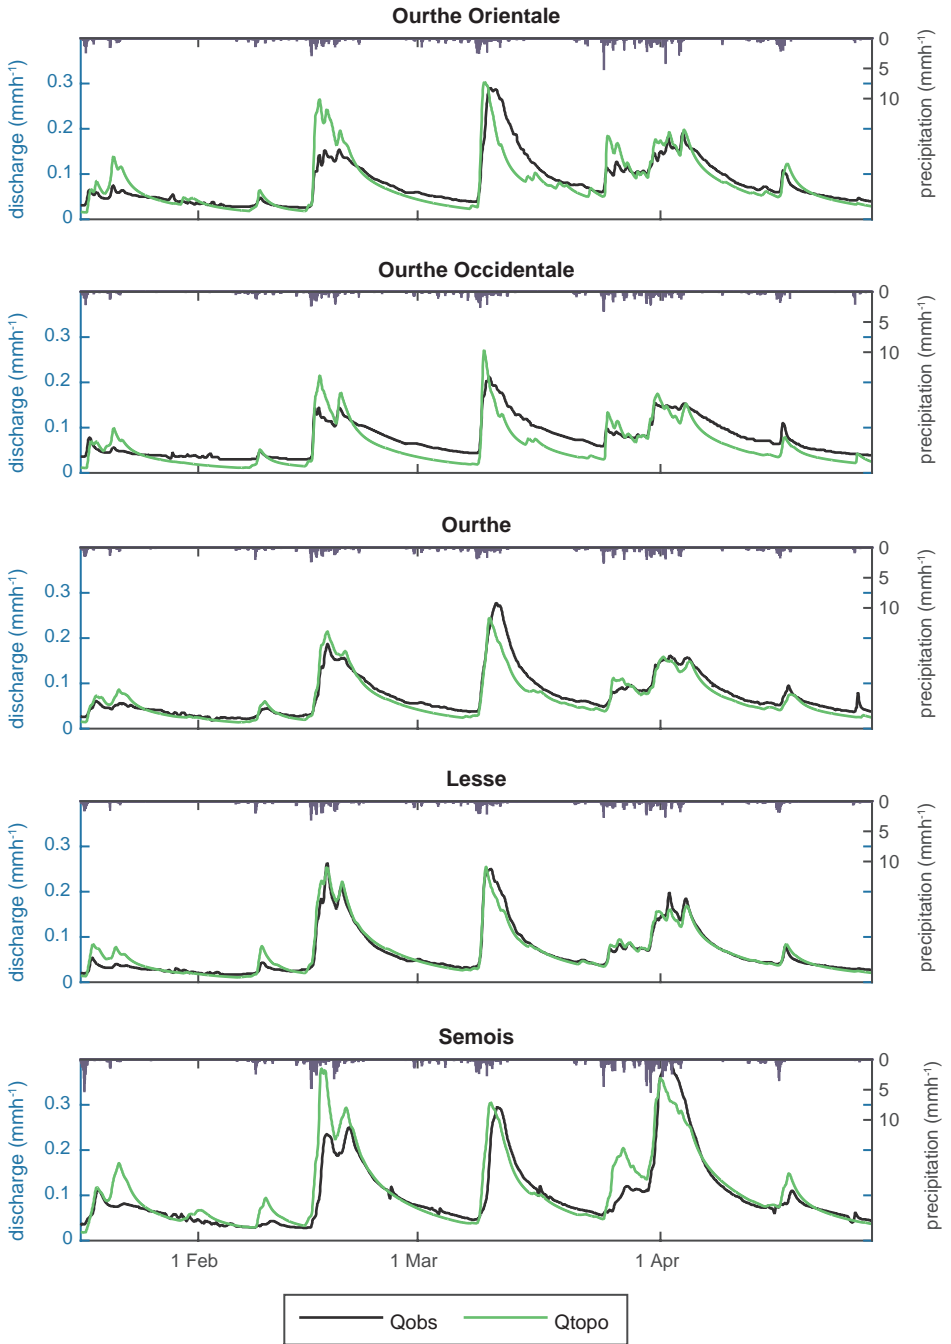 Ourthe Orientale
discharge (mmh-1)
0.3
0.2
0.1
0
0
5
10
precipitation (mmh-1)
Ourthe Occidentale
discharge (mmh-1)
0.3
0.2
0.1
0
0
5
10
precipitation (mmh-1)
Ourthe
discharge (mmh-1)
0.3
0.2
0.1
0
0
5
10
precipitation (mmh-1)
Lesse
discharge (mmh-1)
0.3
0.2
0.1
0
0
5
10
precipitation (mmh-1)
Semois
discharge (mmh-1)
0.3
0.2
0.1
0
0
5
10
precipitation (mmh-1)
1 Feb
1 Mar
1 Apr
Qobs
Qtopo